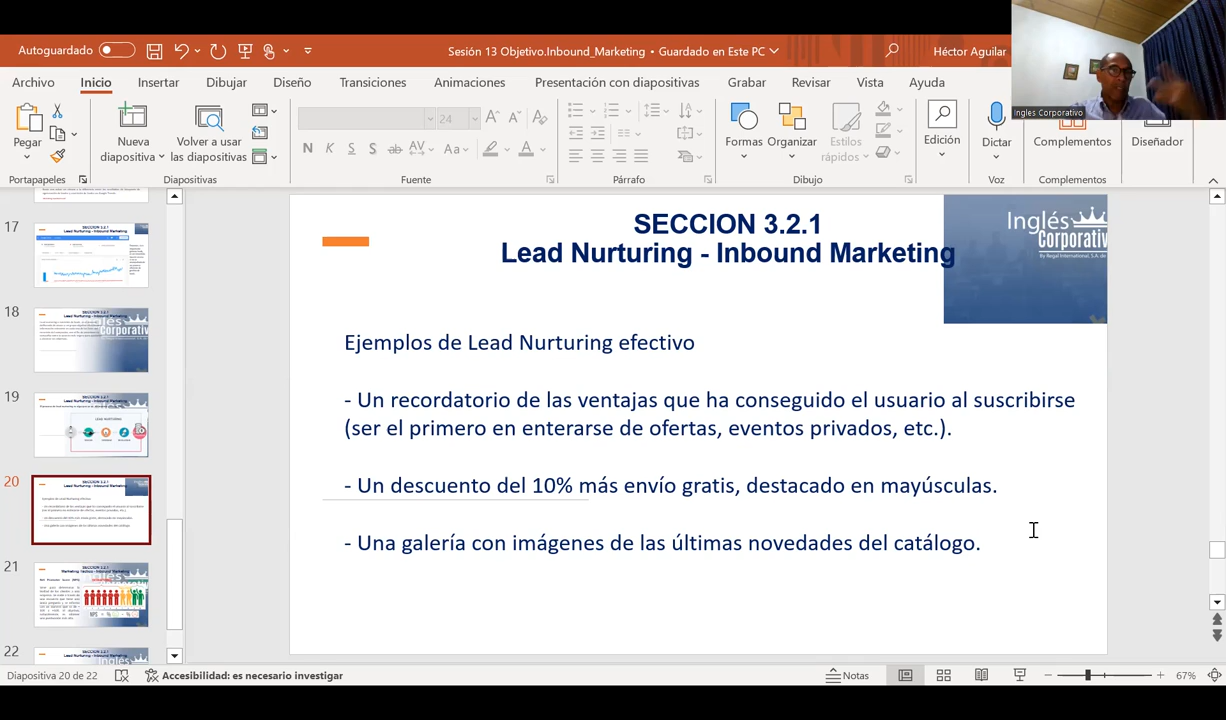 Autoguardado
Sesión 13 Objetivo.Inbound_Marketing • Guardado en Este PC
Héctor Aguilar
Archivo Inicio Insertar Dibujar Diseño Transiciones Animaciones Presentación con diapositivas Grabar Revisar Vista Ayuda
Ingles Corporativo
24
Pegar
Nueva
diapositiva
Volver a usar
las diapositivas
N K S S ab AV Aa A
Formas
Organizar
Estilos
rápidos
Edición
Dictar
Complementos
Diseñador
Portapapeles
Diapositivas
Fuente
Párrafo
Dibujo
Voz
Complementos
17
18
19
20
21
22
SECCION 3.2.1
Lead Nurturing - Inbound Marketing
Inglés
Corporativ
By Regal International, S.A. de
Ejemplos de Lead Nurturing efectivo
- Un recordatorio de las ventajas que ha conseguido el usuario al suscribirse
(ser el primero en enterarse de ofertas, eventos privados, etc.).
- Un descuento del 10% más envío gratis, destacado en mayúsculas.
- Una galería con imágenes de las últimas novedades del catálogo.
Diapositiva 20 de 22
Accesibilidad: es necesario investigar
Notas
67%